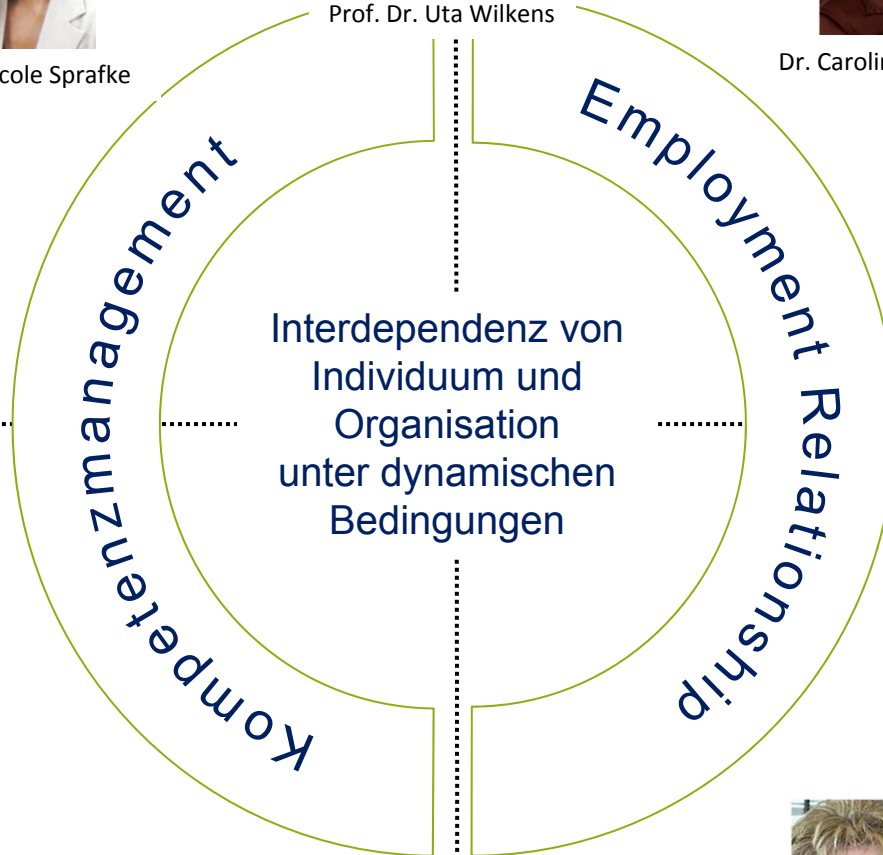 Prof. Dr. Uta Wilkens
cole Sprafke
Dr. Carolin
Kompetenzmanagement
Employment Relationship
Interdependenz von
Individuum und
Organisation
unter dynamischen
Bedingungen